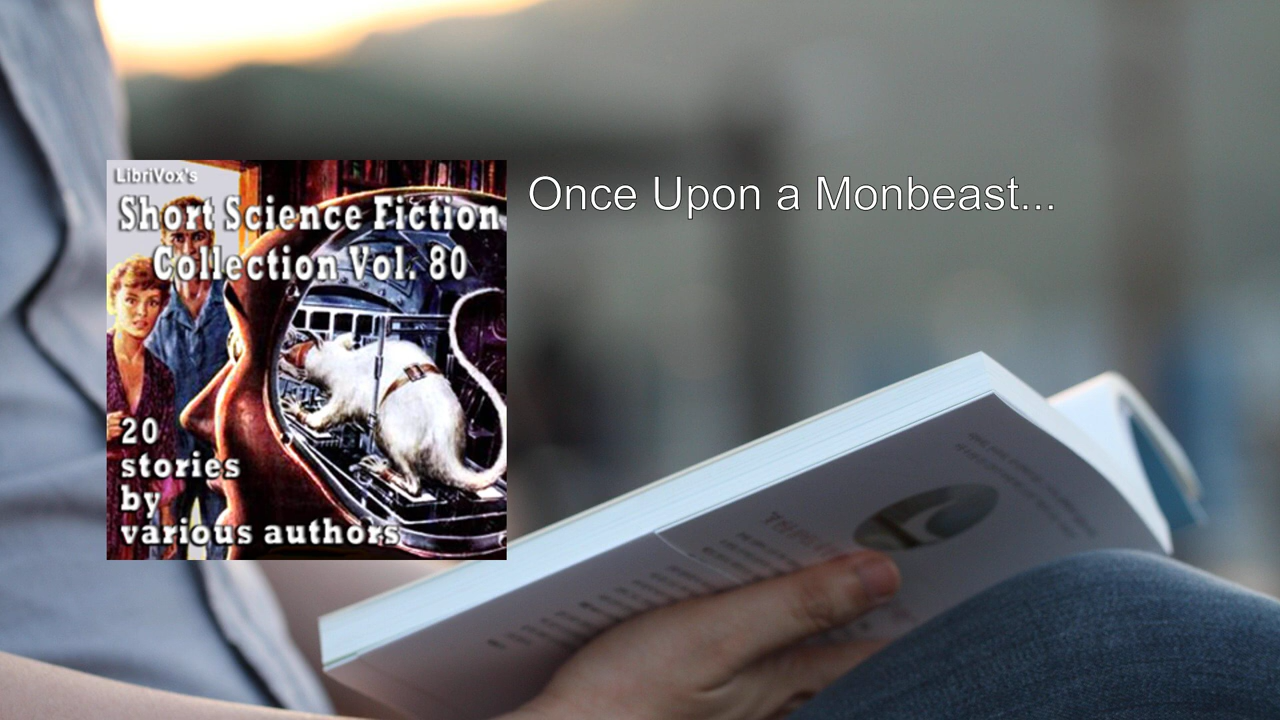 LibriVox's
Short Science Fiction
Collection Vol. 80
20
stories
by
various authors
Once Upon a Monbeast...